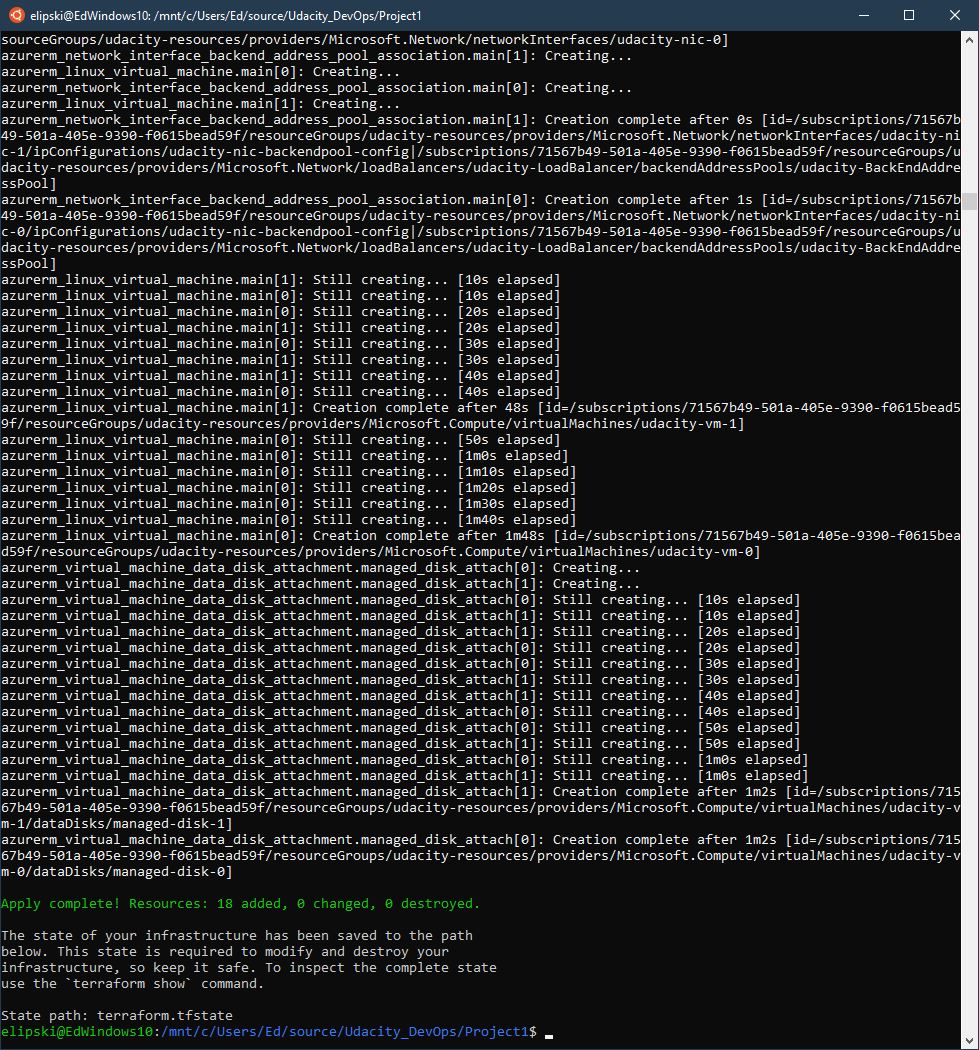 elipski@EdWindows10: /mnt/c/Users/Ed/source/Udacity_DevOps/Project1
sourceGroups/udacity-resources/providers/Microsoft.Network/networkInterfaces/udacity-nic-0]
azurerm_network_interface_backend_address_pool_association.main[1]: Creating...
azurerm_linux_virtual_machine.main[0]: Creating...
azurerm_network_interface_backend_address_pool_association.main[0]: Creating...
azurerm_linux_virtual_machine.main[1]: Creating...
azurerm_network_interface_backend_address_pool_association.main[1]: Creation complete after 0s [id=/subscriptions/71567b
49-501a-405e-9390-f0615bead59f/resourceGroups/udacity-resources/providers/Microsoft.Network/networkInterfaces/udacity-ni
c-1/ipConfigurations/udacity-nic-backendpool-config|/subscriptions/71567b49-501a-405e-9390-f0615bead59f/resourceGroups/u
dacity-resources/providers/Microsoft.Network/loadBalancers/udacity-LoadBalancer/backendAddressPools/udacity-BackEndAddre
ssPool]
azurerm_network_interface_backend_address_pool_association.main[0]: Creation complete after 1s [id=/subscriptions/71567b
49-501a-405e-9390-f0615bead59f/resourceGroups/udacity-resources/providers/Microsoft.Network/networkInterfaces/udacity-ni
c-0/ipConfigurations/udacity-nic-backendpool-config|/subscriptions/71567b49-501a-405e-9390-f0615bead59f/resourceGroups/u
dacity-resources/providers/Microsoft.Network/loadBalancers/udacity-LoadBalancer/backendAddressPools/udacity-BackEndAddre
ssPool]
azurerm_linux_virtual_machine.main[1]: Still creating... [10s elapsed]
azurerm_linux_virtual_machine.main[0]: Still creating... [10s elapsed]
azurerm_linux_virtual_machine.main[0]: Still creating... [20s elapsed]
azurerm_linux_virtual_machine.main[1]: Still creating... [20s elapsed]
azurerm_linux_virtual_machine.main[0]: Still creating... [30s elapsed]
azurerm_linux_virtual_machine.main[1]: Still creating... [30s elapsed]
azurerm_linux_virtual_machine.main[1]: Still creating... [40s elapsed]
azurerm_linux_virtual_machine.main[0]: Still creating... [40s elapsed]
azurerm_linux_virtual_machine.main[1]: Creation complete after 48s [id=/subscriptions/71567b49-501a-405e-9390-f0615bead5
9f/resourceGroups/udacity-resources/providers/Microsoft.Compute/virtualMachines/udacity-vm-1]
azurerm_linux_virtual_machine.main[0]: Still creating... [50s elapsed]
azurerm_linux_virtual_machine.main[0]: Still creating... [1m0s elapsed]
azurerm_linux_virtual_machine.main[0]: Still creating... [1m10s elapsed]
azurerm_linux_virtual_machine.main[0]: Still creating... [1m20s elapsed]
azurerm_linux_virtual_machine.main[0]: Still creating... [1m30s elapsed]
azurerm_linux_virtual_machine.main[0]: Still creating... [1m40s elapsed]
azurerm_linux_virtual_machine.main[0]: Creation complete after 1m48s [id=/subscriptions/71567b49-501a-405e-9390-f0615bea
d59f/resourceGroups/udacity-resources/providers/Microsoft.Compute/virtualMachines/udacity-vm-0]
azurerm_virtual_machine_data_disk_attachment.managed_disk_attach[0]: Creating...
azurerm_virtual_machine_data_disk_attachment.managed_disk_attach[1]: Creating...
azurerm_virtual_machine_data_disk_attachment.managed_disk_attach[0]: Still creating... [10s elapsed]
azurerm_virtual_machine_data_disk_attachment.managed_disk_attach[1]: Still creating... [10s elapsed]
azurerm_virtual_machine_data_disk_attachment.managed_disk_attach[1]: Still creating... [20s elapsed]
azurerm_virtual_machine_data_disk_attachment.managed_disk_attach[0]: Still creating... [20s elapsed]
azurerm_virtual_machine_data_disk_attachment.managed_disk_attach[0]: Still creating... [30s elapsed]
azurerm_virtual_machine_data_disk_attachment.managed_disk_attach[1]: Still creating... [30s elapsed]
azurerm_virtual_machine_data_disk_attachment.managed_disk_attach[1]: Still creating... [40s elapsed]
azurerm_virtual_machine_data_disk_attachment.managed_disk_attach[0]: Still creating... [40s elapsed]
azurerm_virtual_machine_data_disk_attachment.managed_disk_attach[0]: Still creating... [50s elapsed]
azurerm_virtual_machine_data_disk_attachment.managed_disk_attach[1]: Still creating... [50s elapsed]
azurerm_virtual_machine_data_disk_attachment.managed_disk_attach[0]: Still creating... [1m0s elapsed]
azurerm_virtual_machine_data_disk_attachment.managed_disk_attach[1]: Still creating... [1m0s elapsed]
azurerm_virtual_machine_data_disk_attachment.managed_disk_attach[1]: Creation complete after 1m2s [id=/subscriptions/715
67b49-501a-405e-9390-f0615bead59f/resourceGroups/udacity-resources/providers/Microsoft.Compute/virtualMachines/udacity-v
m-1/dataDisks/managed-disk-1]
azurerm_virtual_machine_data_disk_attachment.managed_disk_attach[0]: Creation complete after 1m2s [id=/subscriptions/715
67b49-501a-405e-9390-f0615bead59f/resourceGroups/udacity-resources/providers/Microsoft.Compute/virtualMachines/udacity-v
m-0/dataDisks/managed-disk-0]
Apply complete! Resources: 18 added, 0 changed, 0 destroyed.
The state of your infrastructure has been saved to the path
below. This state is required to modify and destroy your
infrastructure, so keep it safe. To inspect the complete state
use the `terraform show` command.
State path: terraform.tfstate
elipski@EdWindows10:/mnt/c/Users/Ed/source/Udacity_DevOps/Project1$